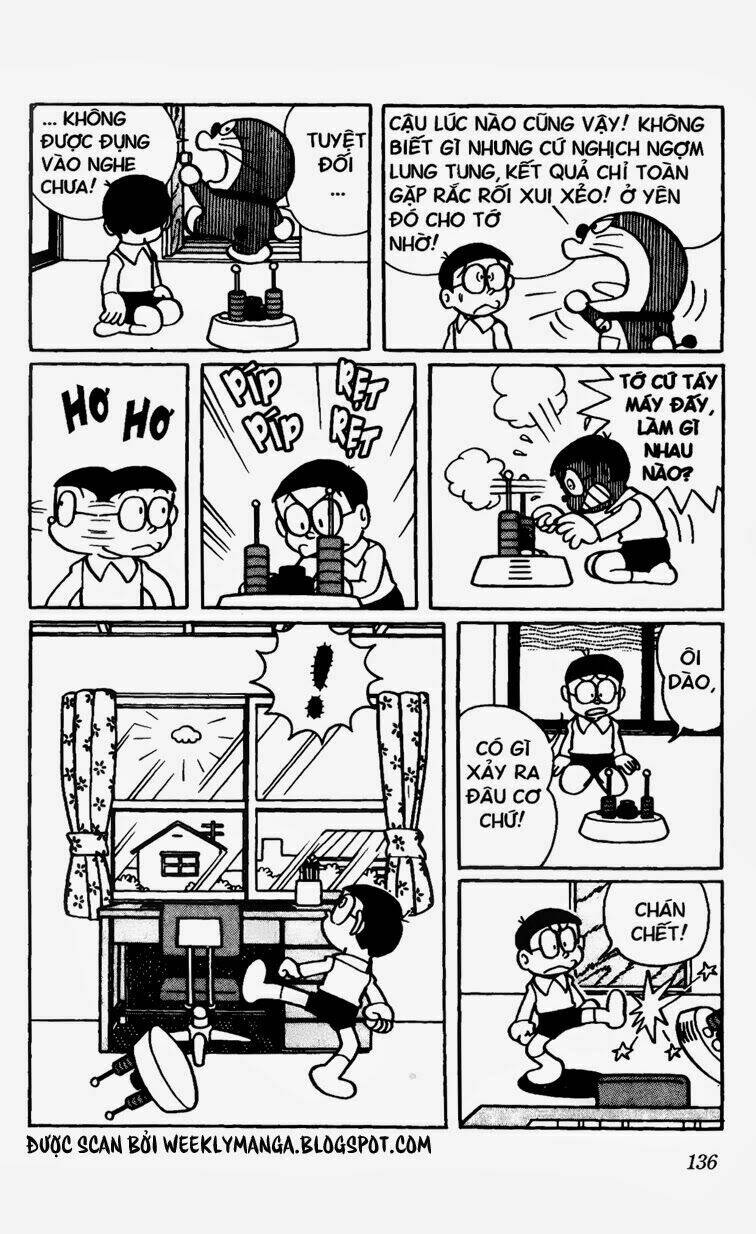 CẬU LÚC NÀO CŨNG VẬY! KHÔNG
BIẾT GÌ NHƯNG CỨ NGHỊCH NGỢM
LUNG TUNG, KẾT QUẢ CHỈ TOÀN
GẶP RẮC RỐI XUI XẺO! Ở YÊN
ĐÓ CHO TỚ
NHỜ!
TUYỆT
ĐỐI
...
... KHÔNG
ĐƯỢC ĐỤNG
VÀO NGHE
CHƯA!
TỚ CỨ TÁY
MÁY ĐẤY,
LÀM GÌ
NHAU
NÀO?
RẸT
RẸT
PÍP
PÍP
HƠ HƠ
ÔI
DÀO,
CÓ GÌ
XẢY RA
ĐÂU CƠ
CHỨ!
CHÁN
CHẾT!
!
ĐƯỢC SCAN BỞI WEEKLYMANGA.BLOGSPOT.COM
136